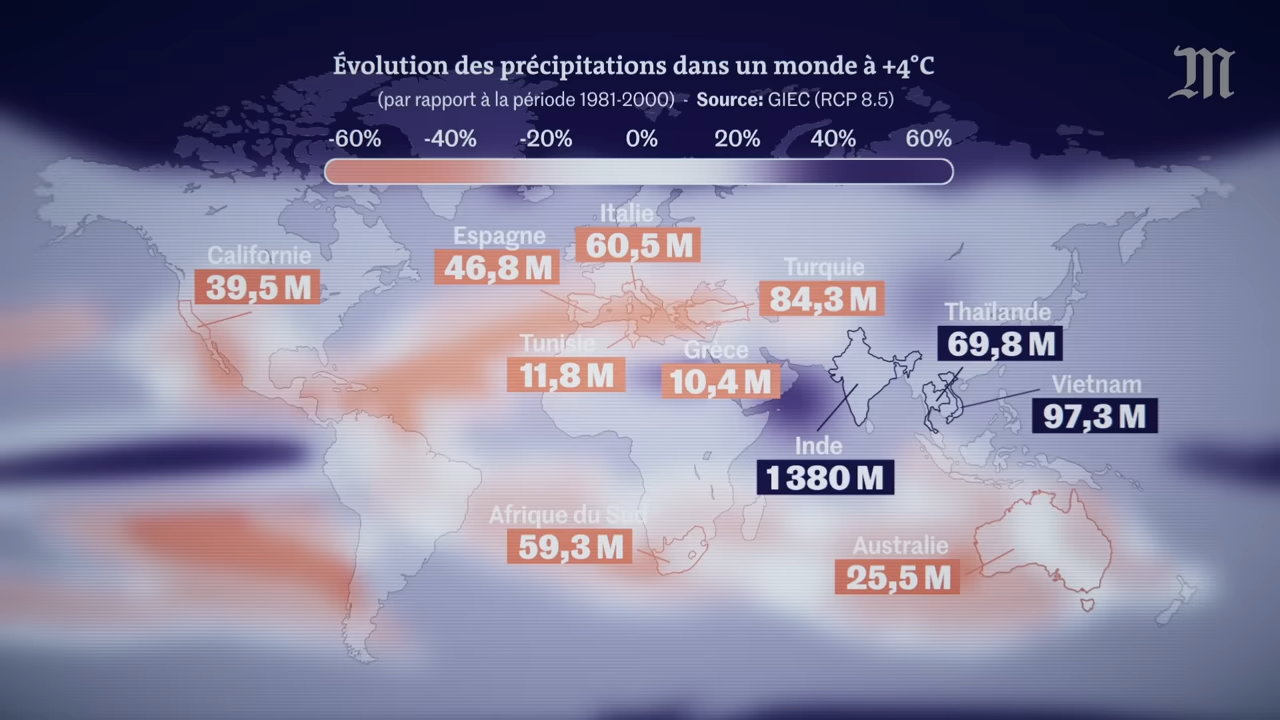 Évolution des précipitations dans un monde à +4°C
M
(par rapport à la période 1981-2000) - Source: GIEC (RCP 8.5)
-60% -40% -20% 0% 20% 40% 60%
Italie
60,5 M
Espagne
46,8 M
Californie
39,5 M
Turquie
84,3 M
Thaïlande
69,8 M
Tunisie
11,8 M
Grèce
10,4 M
Vietnam
97,3 M
Inde
1380 M
Afrique du Sud
59,3 M
Australie
25,5 M